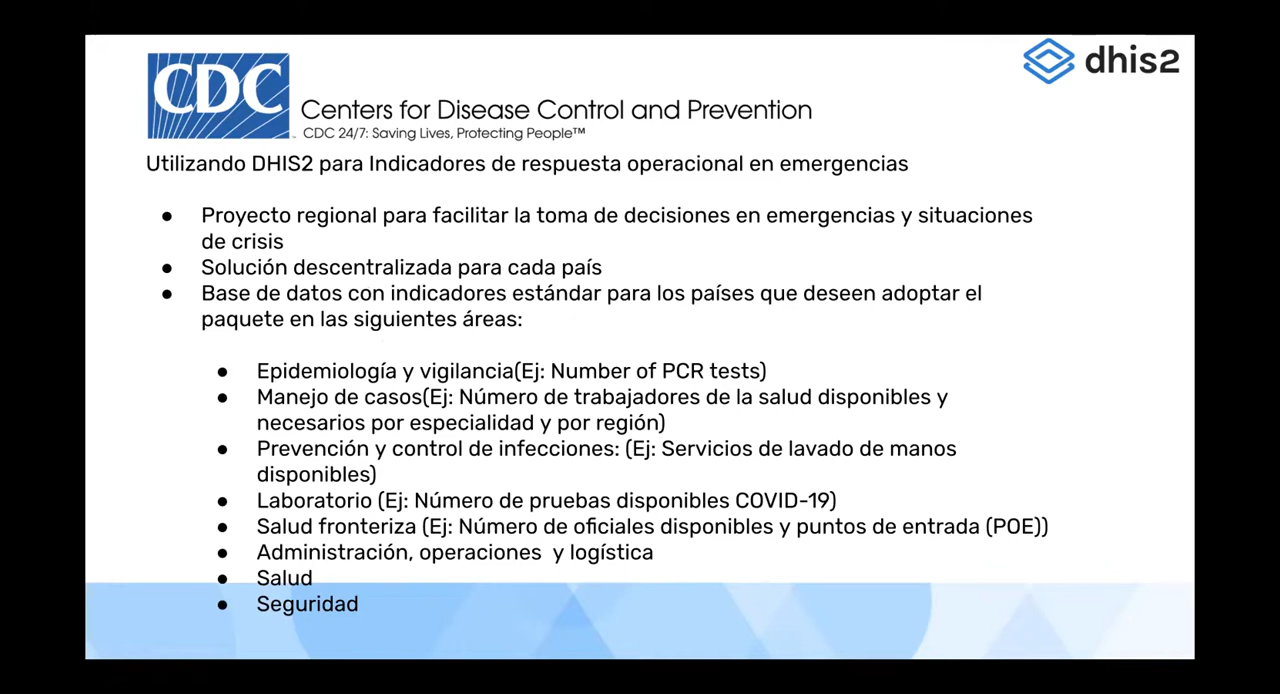 dhis2
CDC
Centers for Disease Control and Prevention
CDC 24/7: Saving Lives, Protecting People™
Utilizando DHIS2 para Indicadores de respuesta operacional en emergencias
● Proyecto regional para facilitar la toma de decisiones en emergencias y situaciones
de crisis
● Solución descentralizada para cada país
● Base de datos con indicadores estándar para los países que deseen adoptar el
paquete en las siguientes áreas:
● Epidemiología y vigilancia(Ej: Number of PCR tests)
● Manejo de casos(Ej: Número de trabajadores de la salud disponibles y
necesarios por especialidad y por región)
● Prevención y control de infecciones: (Ej: Servicios de lavado de manos
disponibles)
● Laboratorio (Ej: Número de pruebas disponibles COVID-19)
● Salud fronteriza (Ej: Número de oficiales disponibles y puntos de entrada (POE))
● Administración, operaciones  y logística
● Salud
● Seguridad